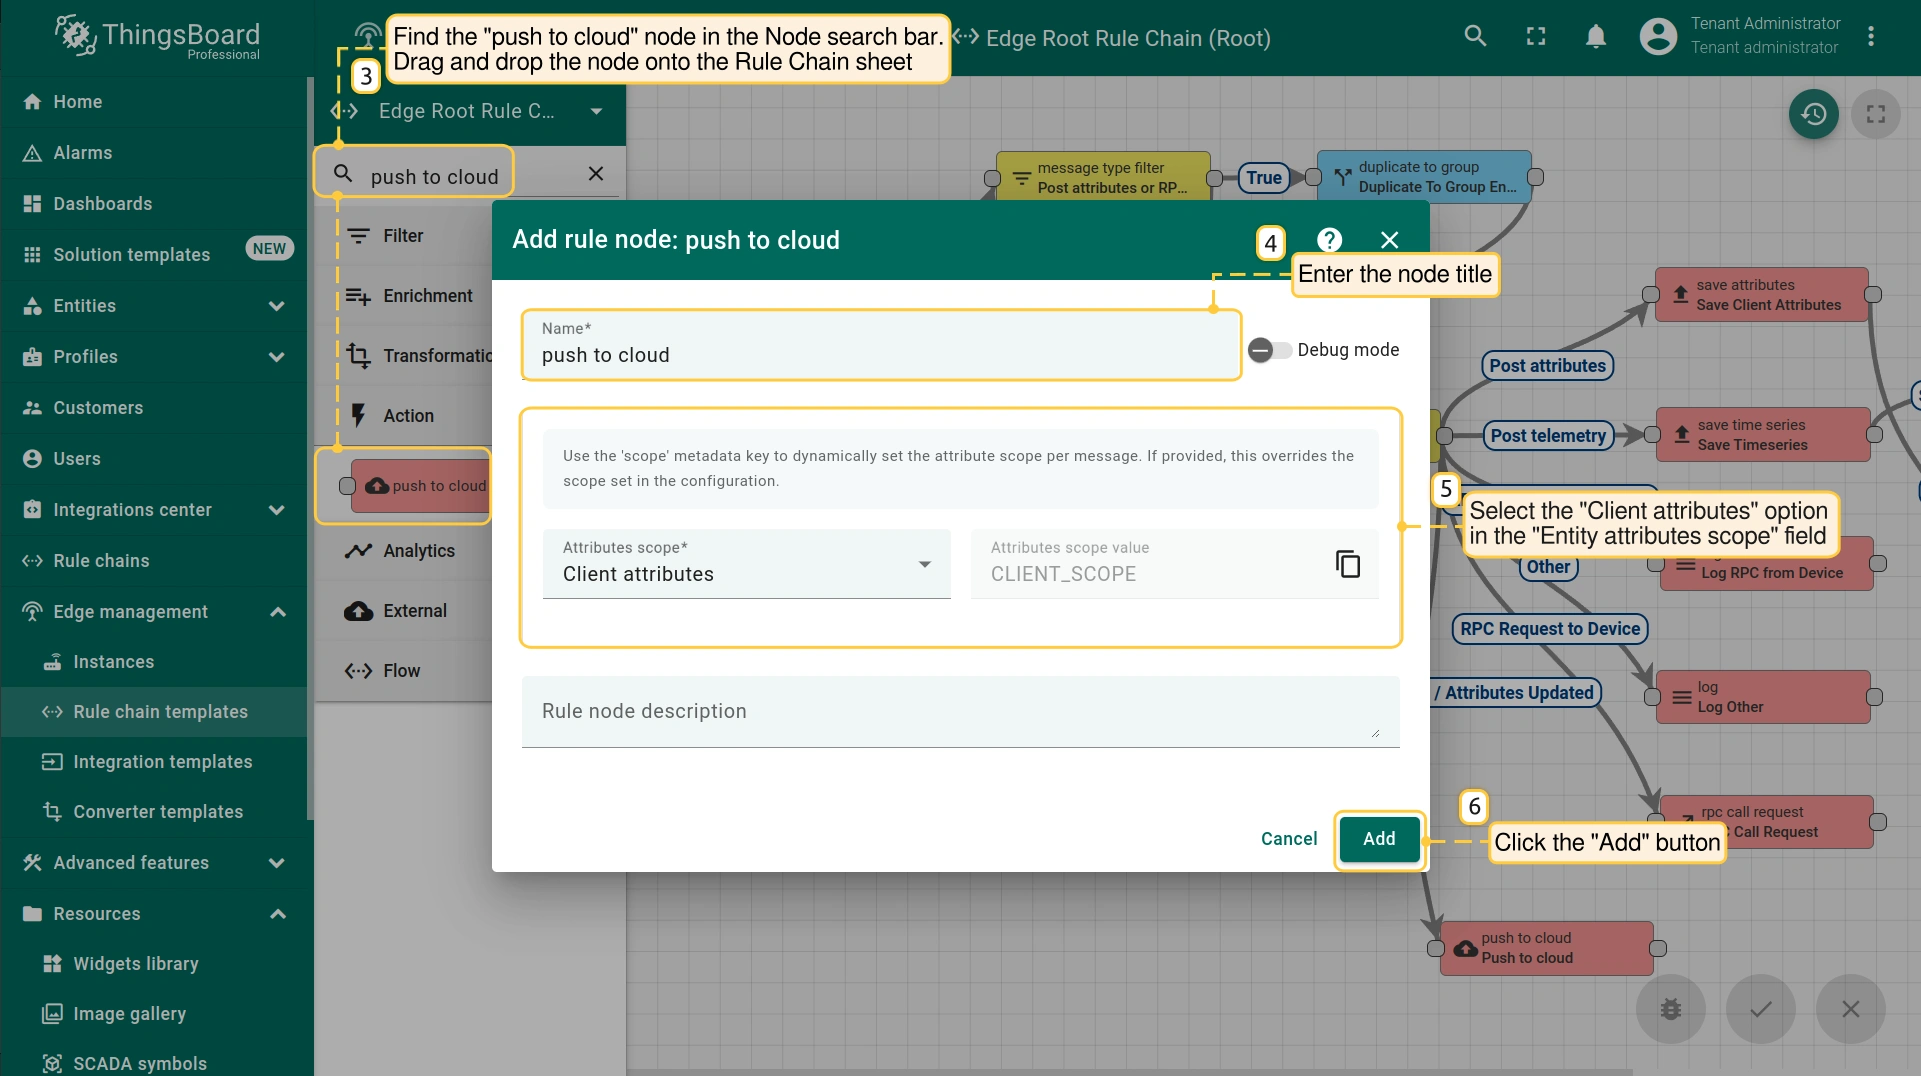 ThingsBoard
Professional
Find the "push to cloud" node in the Node search bar.
Drag and drop the node onto the Rule Chain sheet
3
Edge Root Rule Chain (Root)
Tenant Administrator
Tenant administrator
Home
Alarms
Dashboards
Solution templates
NEW
Entities
Profiles
Customers
Users
Integrations center
Rule chains
Edge management
Instances
Rule chain templates
Integration templates
Converter templates
Advanced features
Resources
Widgets library
Image gallery
SCADA symbols
Edge Root Rule C...
push to cloud
Filter
Enrichment
Transformatio
Action
push to cloud
Analytics
External
Flow
message type filter
Post attributes or RP...
True
duplicate to group
Duplicate To Group En...
Add rule node: push to cloud
4
Enter the node title
Name*
push to cloud
Debug mode
Use the 'scope' metadata key to dynamically set the attribute scope per message. If provided, this overrides the
scope set in the configuration.
Attributes scope*
Client attributes
Attributes scope value
CLIENT_SCOPE
Rule node description
Cancel
Add
5
Select the "Client attributes" option
in the "Entity attributes scope" field
6
Click the "Add" button
save attributes
Save Client Attributes
Post attributes
Post telemetry
save time series
Save Timeseries
Log RPC from Device
Other
RPC Request to Device
/ Attributes Updated
log
Log Other
rpc call request
Call Request
push to cloud
Push to cloud